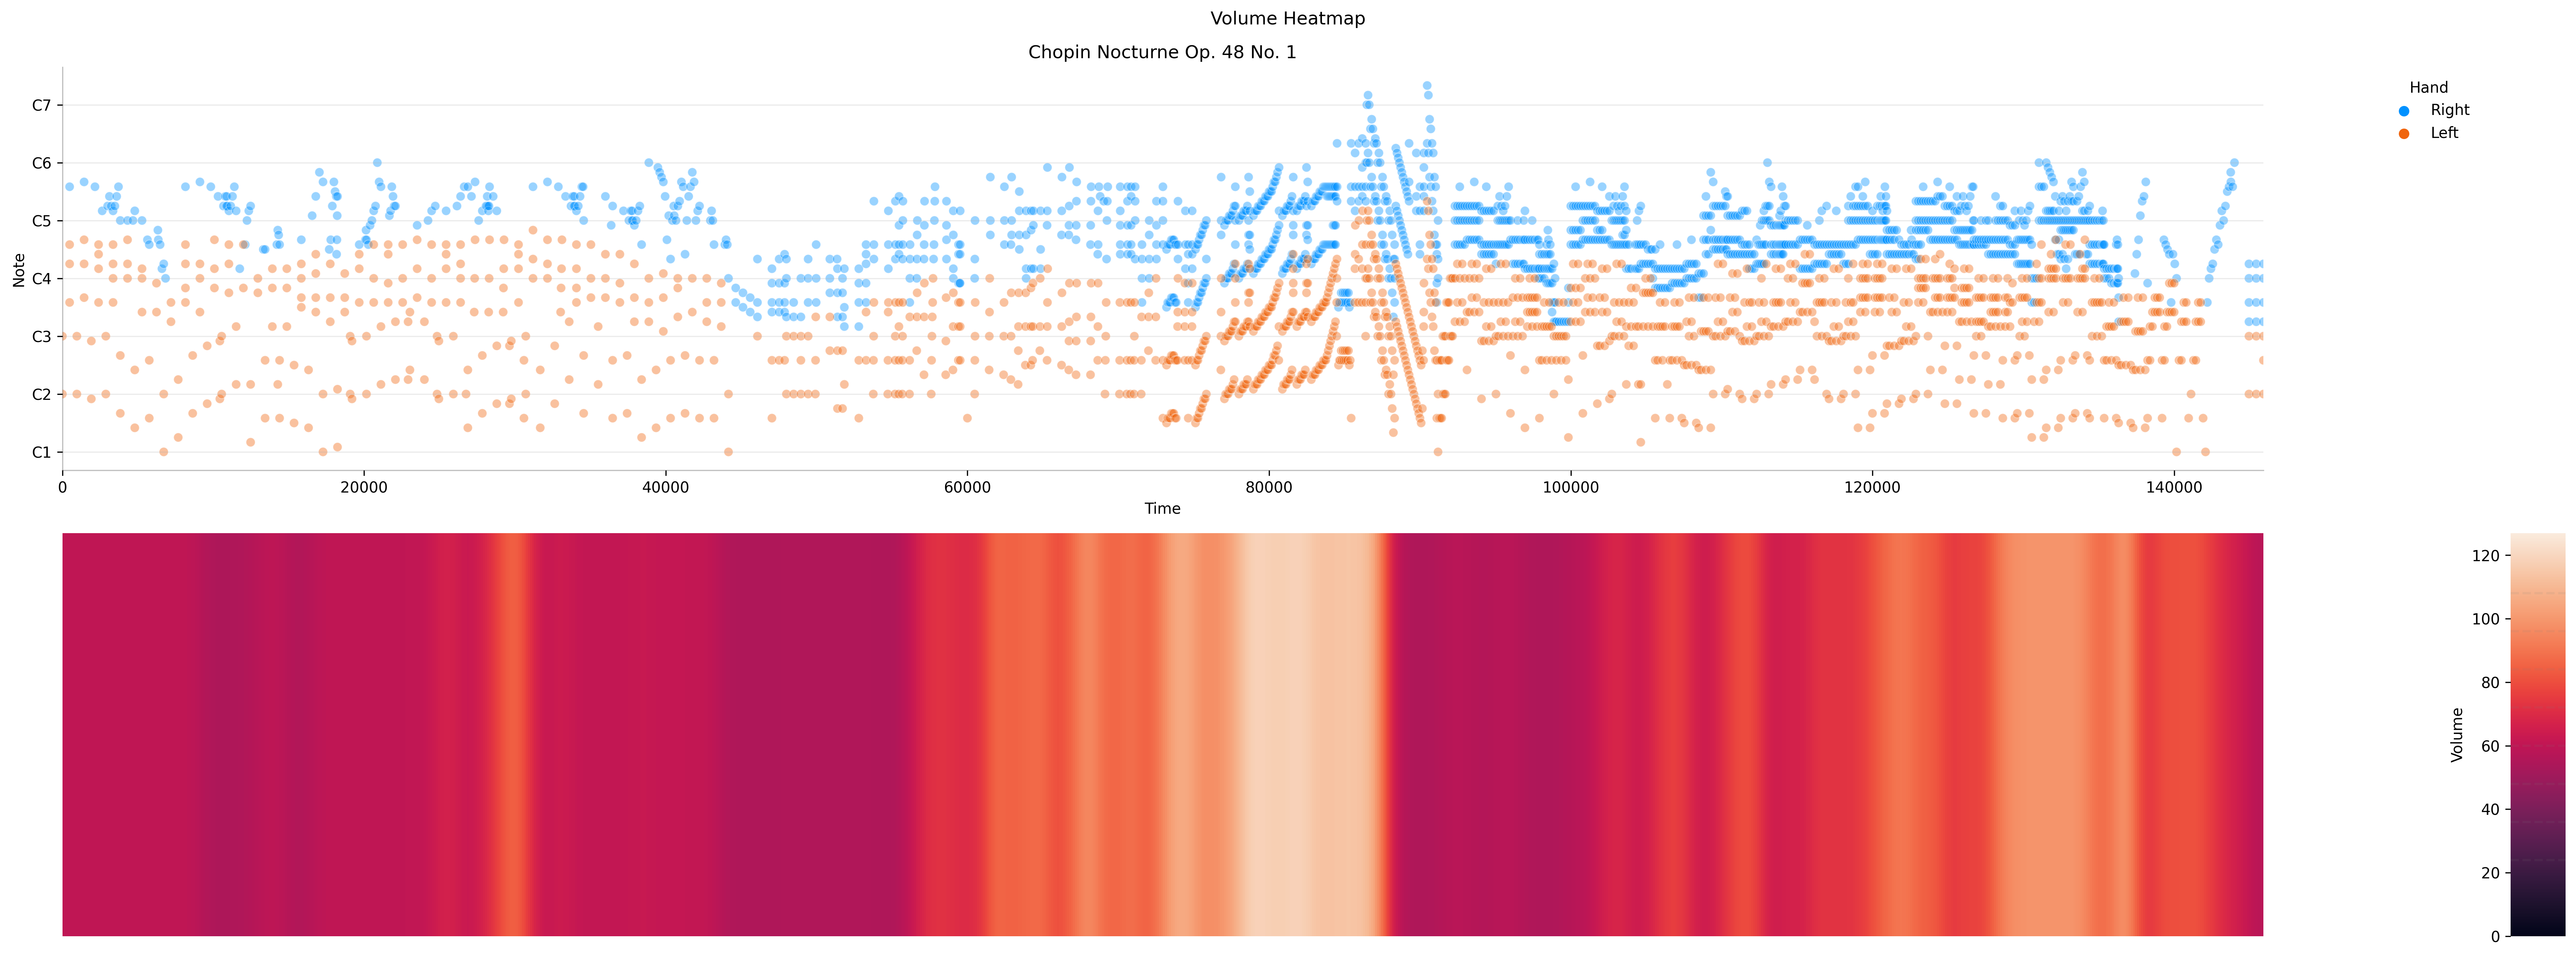 Volume Heatmap
Chopin Nocturne Op. 48 No. 1
Hand
Right
Left
C7
C6
C5
C4
C3
C2
C1
Note
0 20000 40000 60000 80000 100000 120000 140000
Time
120
100
80
60
40
20
0
Volume